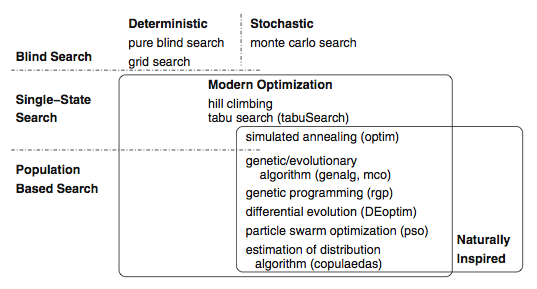 Deterministic
Stochastic
pure blind search
monte carlo search
Blind Search
grid search
Modern Optimization
Single–State
Search
hill climbing
tabu search (tabuSearch)
simulated annealing (optim)
Population
Based Search
genetic/evolutionary
algorithm (genalg, mco)
genetic programming (rgp)
differential evolution (DEoptim)
particle swarm optimization (pso)
estimation of distribution
algorithm (copulaedas)
Naturally
Inspired